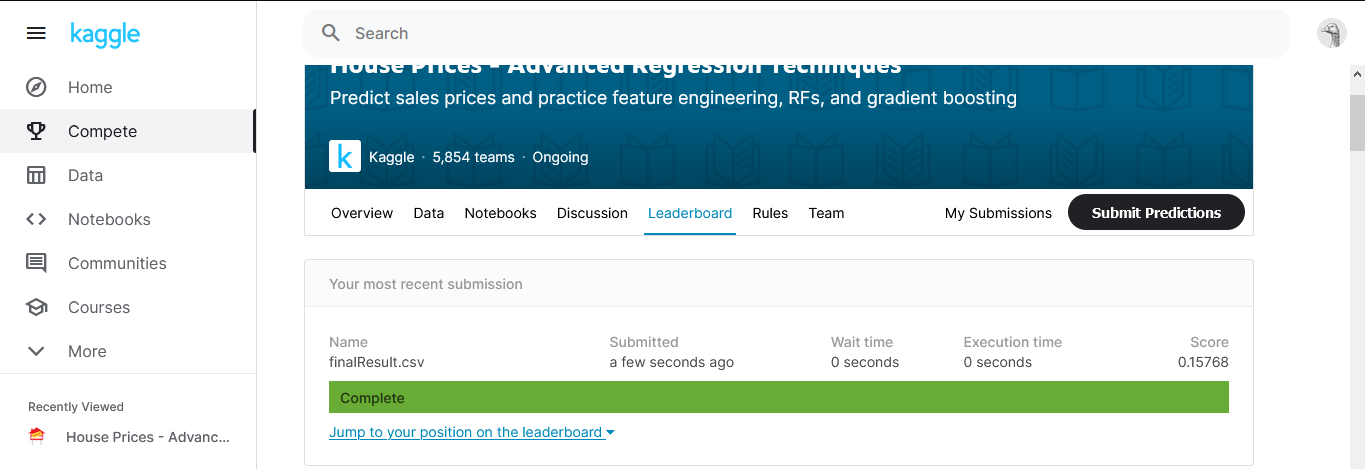 kaggle
Search
Home
Compete
Data
Notebooks
Communities
Courses
More
Recently Viewed
House Prices - Advanc...
House Prices - Advanced Regression Techniques
Predict sales prices and practice feature engineering, RFs, and gradient boosting
k Kaggle · 5,854 teams · Ongoing
Overview Data Notebooks Discussion Leaderboard Rules Team My Submissions Submit Predictions
Your most recent submission
Name Submitted Wait time Execution time Score
finalResult.csv a few seconds ago 0 seconds 0 seconds 0.15768
Complete
Jump to your position on the leaderboard